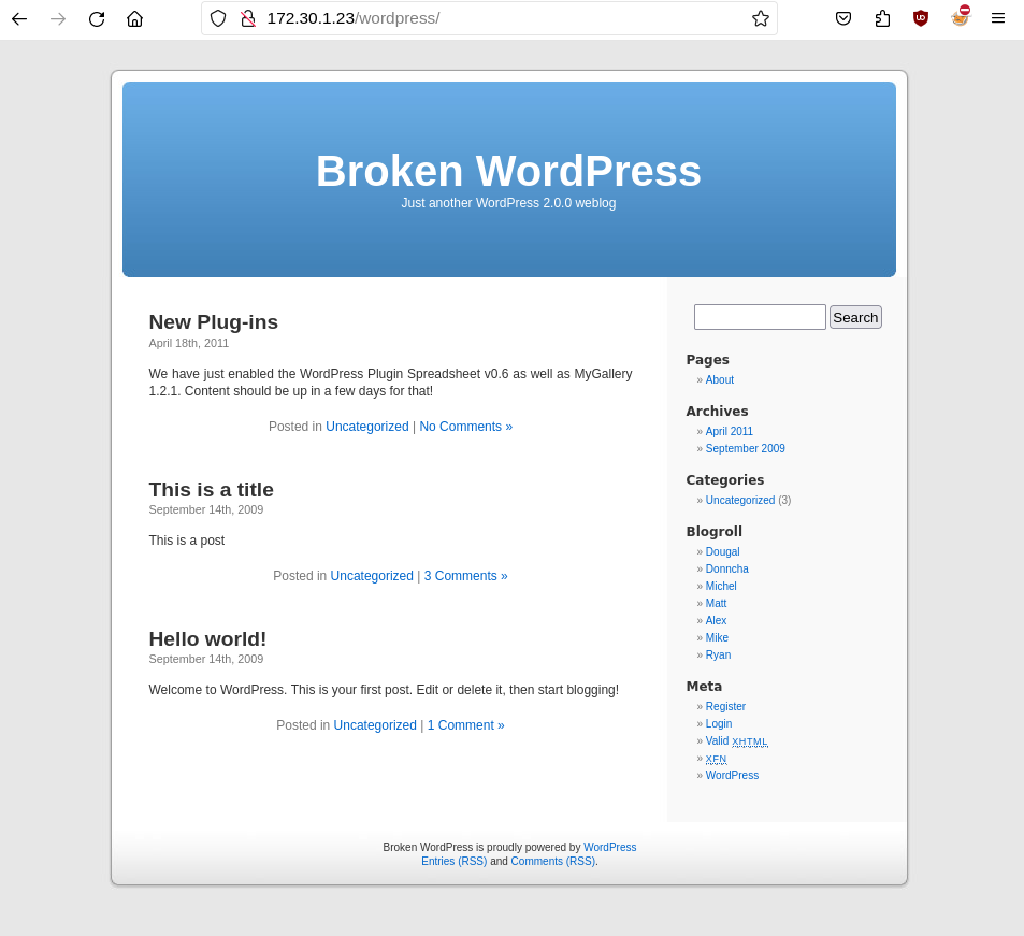 172.30.1.23/wordpress/
Broken WordPress
Just another WordPress 2.0.0 weblog
New Plug-ins
April 18th, 2011
We have just enabled the WordPress Plugin Spreadsheet v0.6 as well as MyGallery
1.2.1. Content should be up in a few days for that!
Posted in Uncategorized | No Comments »
This is a title
September 14th, 2009
This is a post
Posted in Uncategorized | 3 Comments »
Hello world!
September 14th, 2009
Welcome to WordPress. This is your first post. Edit or delete it, then start blogging!
Posted in Uncategorized | 1 Comment »
Search
Pages
» About
Archives
» April 2011
» September 2009
Categories
» Uncategorized (3)
Blogroll
» Dougal
» Donncha
» Michel
» Matt
» Alex
» Mike
» Ryan
Meta
» Register
» Login
» Valid XHTML
» XFN
» WordPress
Broken WordPress is proudly powered by WordPress
Entries (RSS) and Comments (RSS).